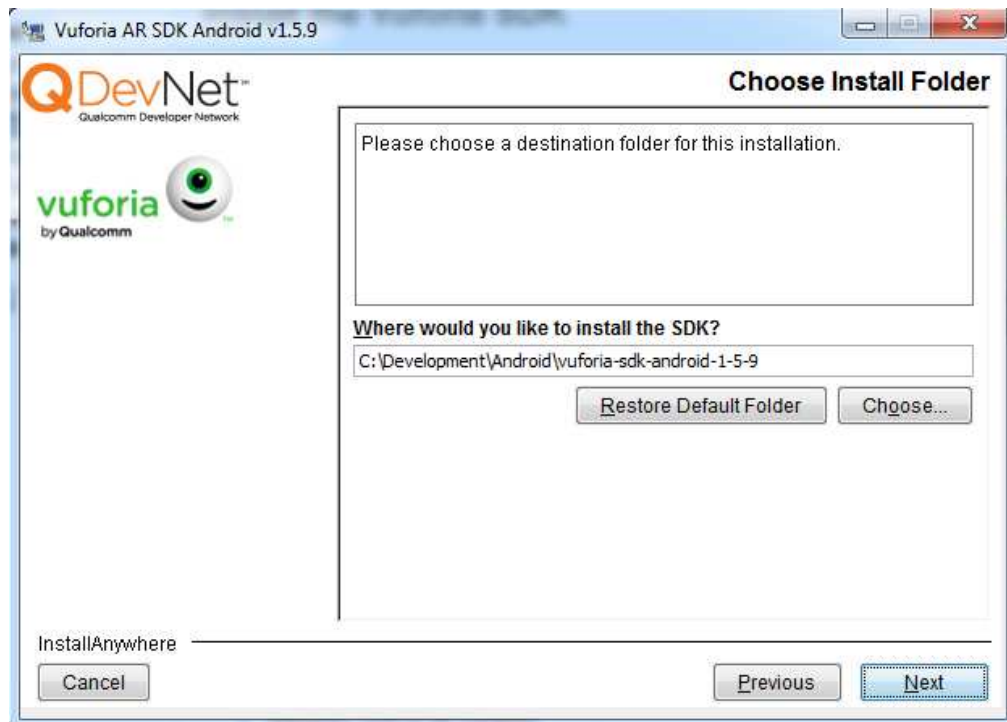 Vuforia AR SDK Android v1.5.9
QDevNet™
Qualcomm Developer Network
vuforia™
by Qualcomm
Choose Install Folder
Please choose a destination folder for this installation.
Where would you like to install the SDK?
C:\Development\Android\vuforia-sdk-android-1-5-9
Restore Default Folder
Choose...
InstallAnywhere
Cancel
Previous
Next